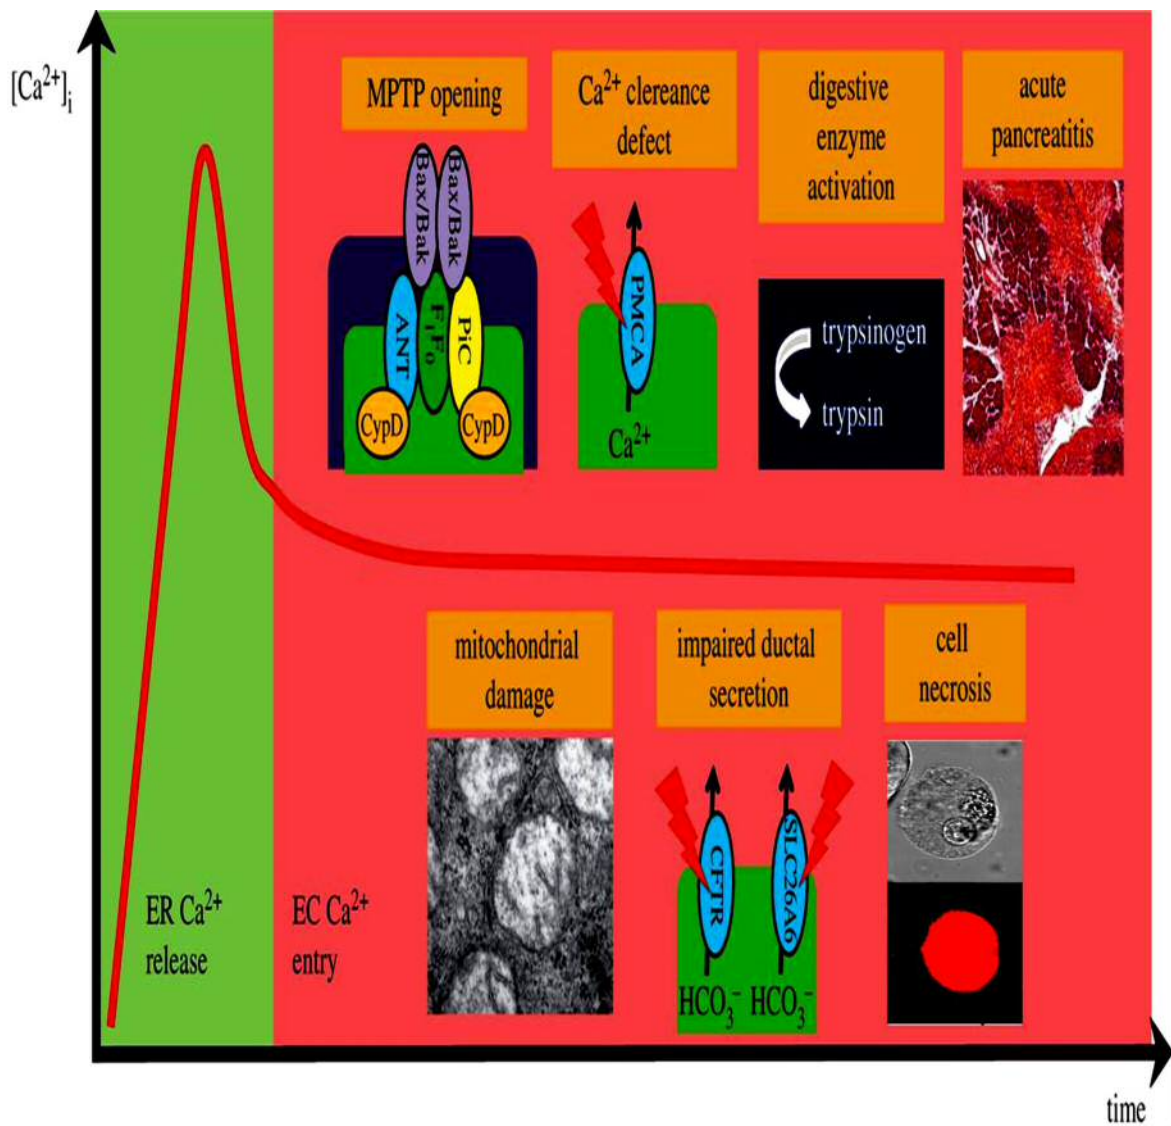 [Ca²⁺]ᵢ
MPTP opening
Bax/Bak
Bax/Bak
ANT
F₁F₀
PiC
CypD
CypD
Ca²⁺ clereance
defect
PMCA
Ca²⁺
digestive
enzyme
activation
trypsinogen
trypsin
acute
pancreatitis
mitochondrial
damage
impaired ductal
secretion
CFTR
SLC26A6
HCO₃⁻ HCO₃⁻
cell
necrosis
ER Ca²⁺
release
EC Ca²⁺
entry
time